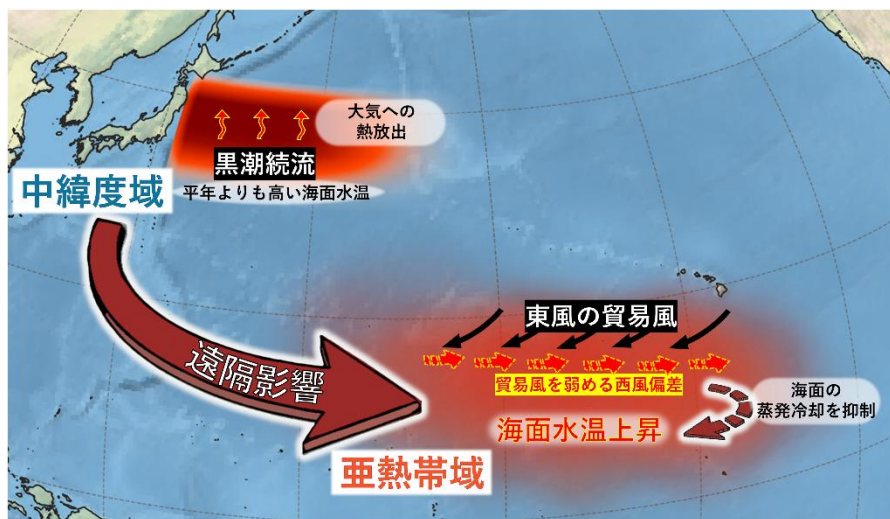 大気への
熱放出
黒潮続流
平年よりも高い海面水温
中緯度域
遠隔影響
東風の貿易風
貿易風を弱める西風偏差
海面の
蒸発冷却を抑制
海面水温上昇
亜熱帯域